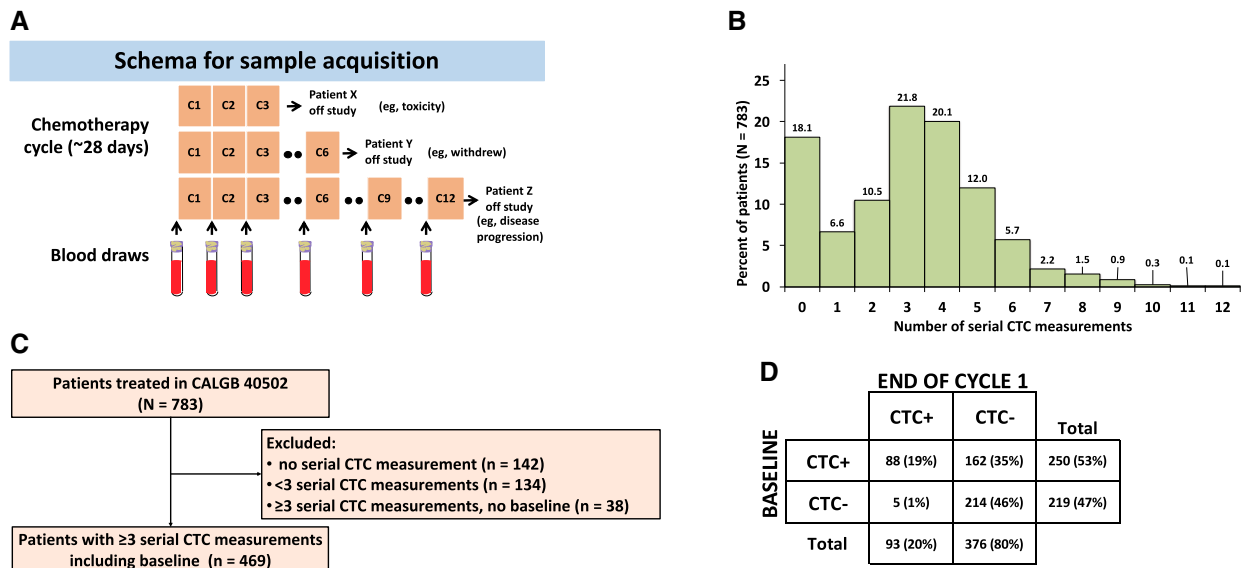 A
Schema for sample acquisition
Chemotherapy
cycle (~28 days)
C1 C2 C3
Patient X
off study
(eg, toxicity)
C1 C2 C3 C6
Patient Y
off study
(eg, withdrew)
C1 C2 C3 C6 C9 C12
Patient Z
off study
(eg, disease
progression)
Blood draws
B
Percent of patients (N = 783)
25
20
15
10
5
0
18.1
6.6
10.5
21.8
20.1
12.0
5.7
2.2
1.5
0.9
0.3
0.1
0.1
0 1 2 3 4 5 6 7 8 9 10 11 12
Number of serial CTC measurements
C
Patients treated in CALGB 40502
(N = 783)
Excluded:
• no serial CTC measurement (n = 142)
• <3 serial CTC measurements (n = 134)
• ≥3 serial CTC measurements, no baseline (n = 38)
Patients with ≥3 serial CTC measurements
including baseline (n = 469)
D
END OF CYCLE 1
CTC+ CTC- Total
BASELINE
CTC+ 88 (19%) 162 (35%) 250 (53%)
CTC- 5 (1%) 214 (46%) 219 (47%)
Total 93 (20%) 376 (80%)